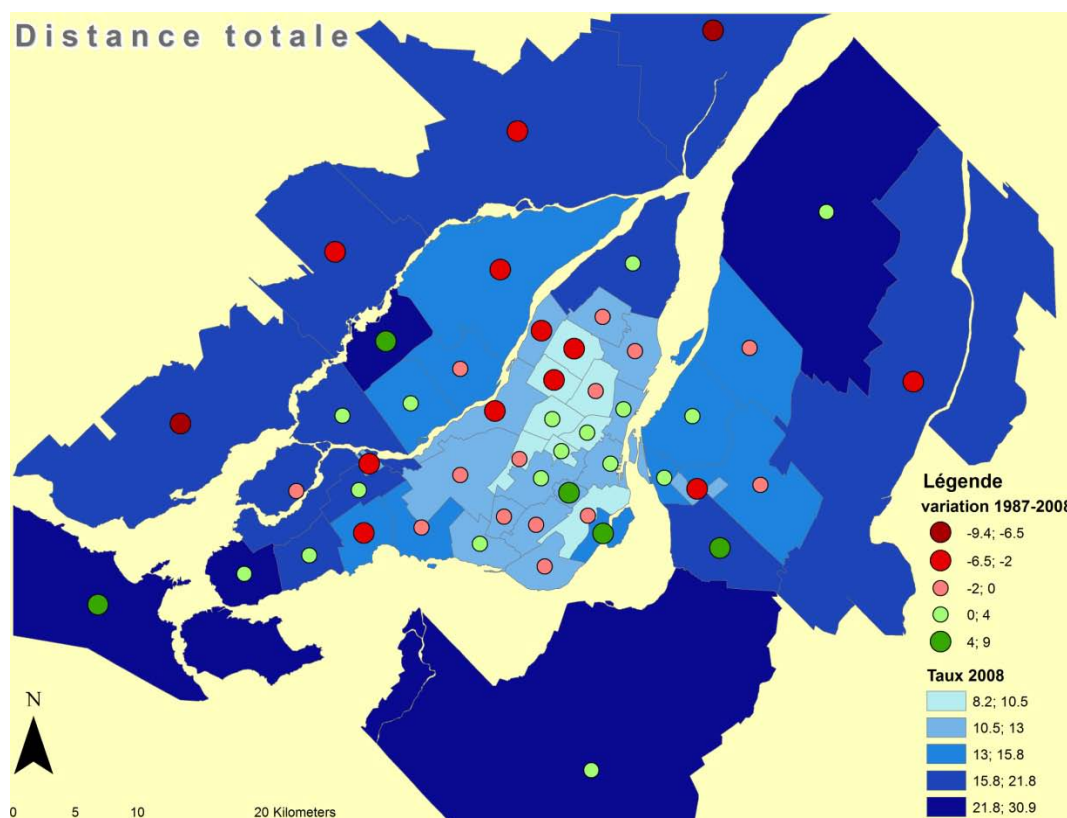 Distance totale
Légende
variation 1987-2008
-9.4; -6.5
-6.5; -2
-2; 0
0; 4
4; 9
Taux 2008
8.2; 10.5
10.5; 13
13; 15.8
15.8; 21.8
21.8; 30.9
N
0 5 10 20 Kilometers